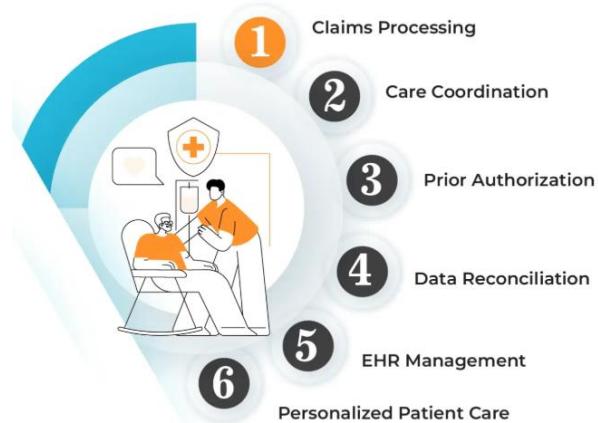 1
Claims Processing
2
Care Coordination
3
Prior Authorization
4
Data Reconciliation
5
EHR Management
6
Personalized Patient Care